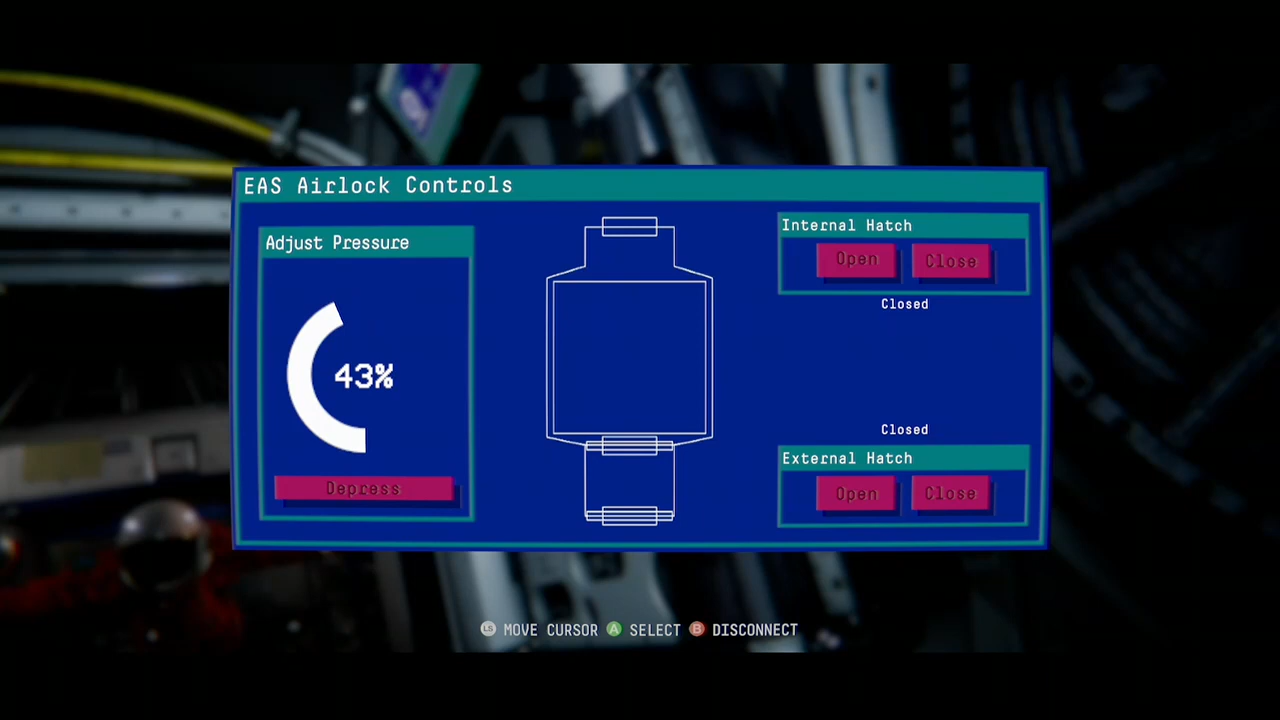 EAS Airlock Controls
Adjust Pressure
43%
Depress
Internal Hatch
Open Close
Closed
Closed
External Hatch
Open Close
LS MOVE CURSOR A SELECT B DISCONNECT